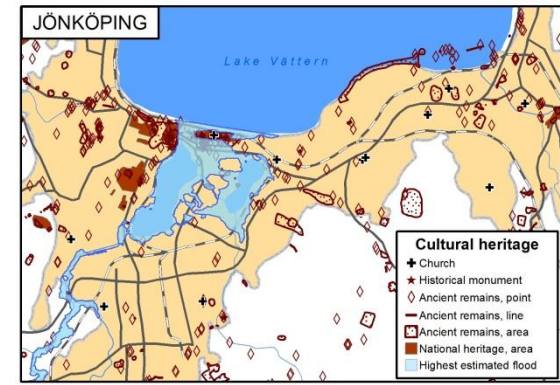 JÖNKÖPING
Lake Vättern
Cultural heritage
Church
Historical monument
Ancient remains, point
Ancient remains, line
Ancient remains, area
National heritage, area
Highest estimated flood